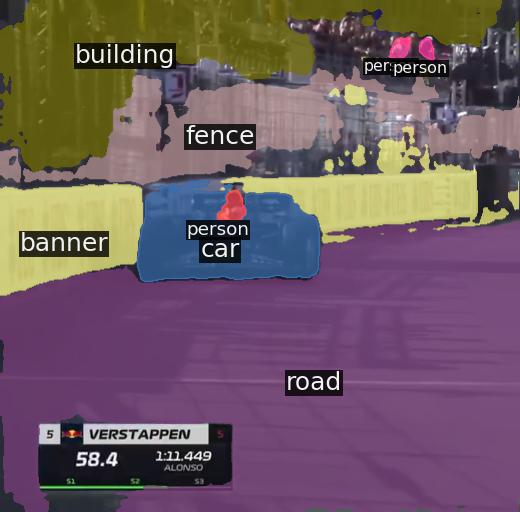 building
per:person
fence
person
banner
car
road
5 VERSTAPPEN 5
58.4 1:11.449
ALONSO
S1 S2 S3